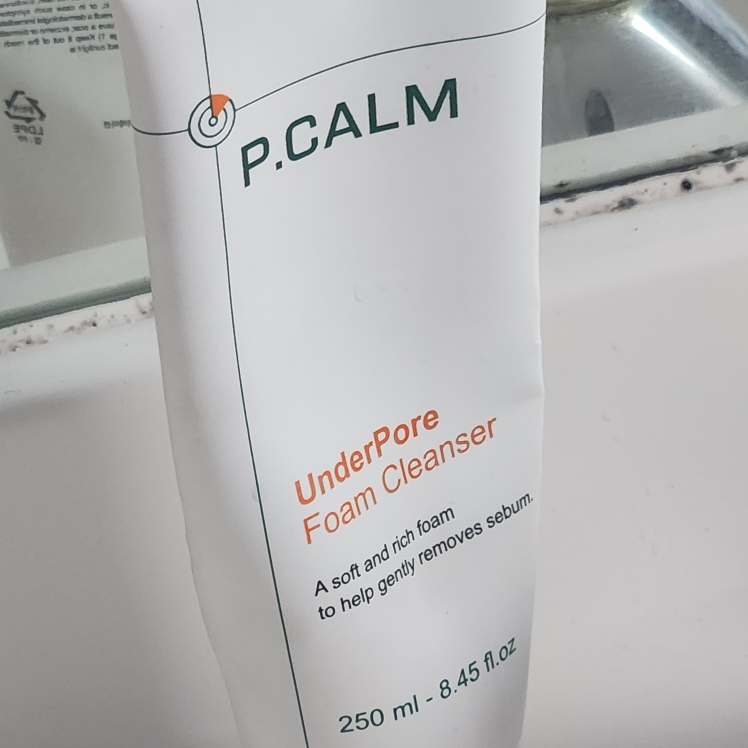 P.CALM
UnderPore
Foam Cleanser
A soft and rich foam
to help gently removes sebum.
250 ml - 8.45 fl.oz